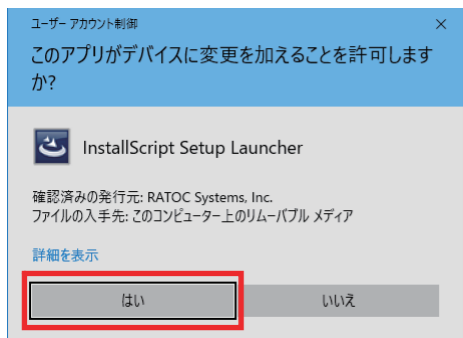 ユーザー アカウント制御
このアプリがデバイスに変更を加えることを許可します
か?
InstallScript Setup Launcher
確認済みの発行元: RATOC Systems, Inc.
ファイルの入手先: このコンピューター上のリムーバブル メディア
詳細を表示
はい
いいえ